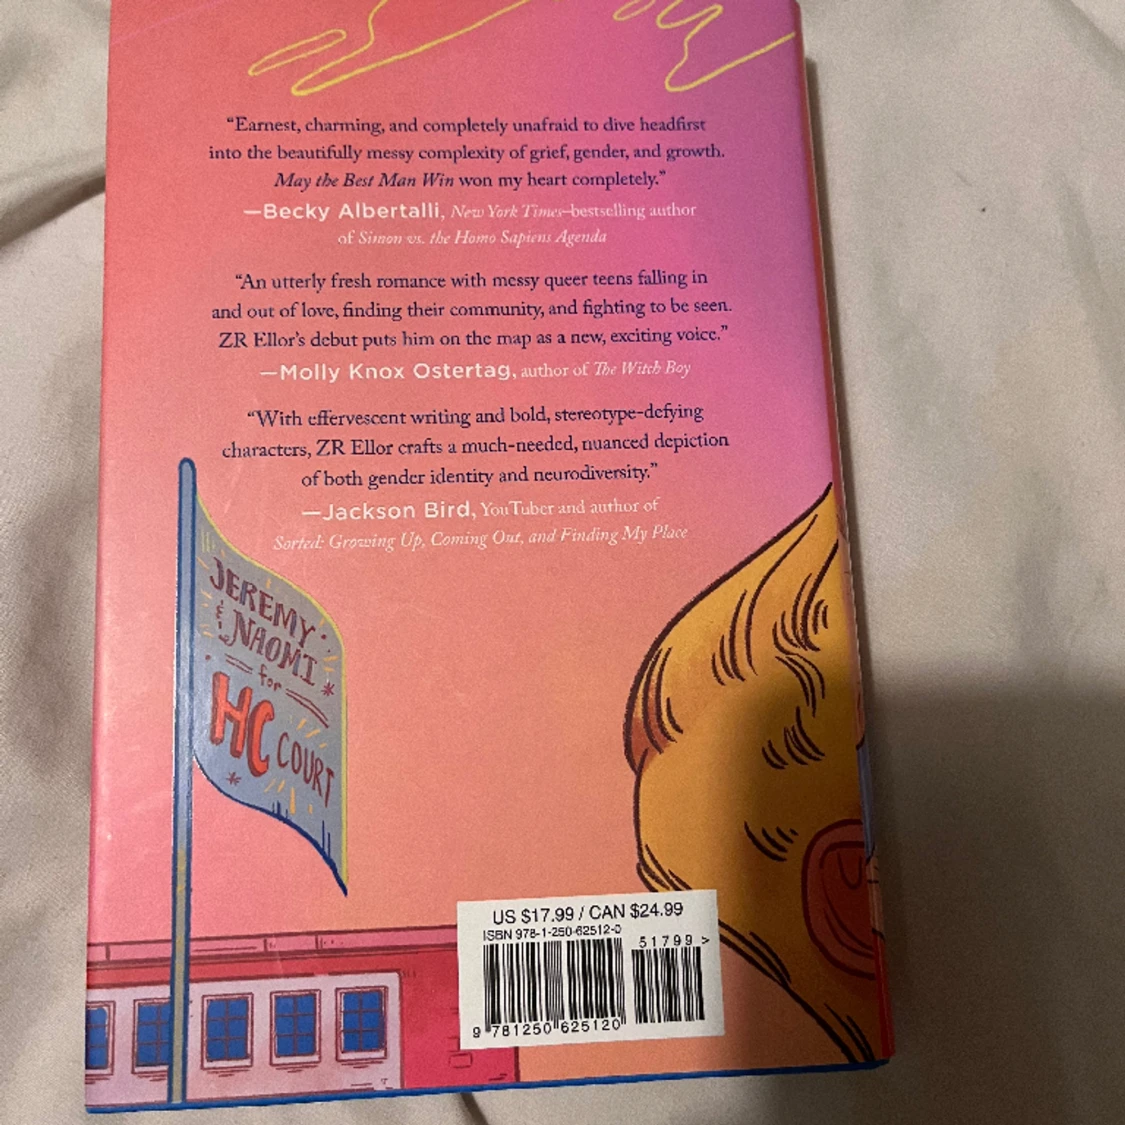 “Earnest, charming, and completely unafraid to dive headfirst
into the beautifully messy complexity of grief, gender, and growth.
May the Best Man Win won my heart completely.”
—Becky Albertalli, New York Times–bestselling author
of Simon vs. the Homo Sapiens Agenda
“An utterly fresh romance with messy queer teens falling in
and out of love, finding their community, and fighting to be seen.
ZR Ellor’s debut puts him on the map as a new, exciting voice.”
—Molly Knox Ostertag, author of The Witch Boy
“With effervescent writing and bold, stereotype-defying
characters, ZR Ellor crafts a much-needed, nuanced depiction
of both gender identity and neurodiversity.”
—Jackson Bird, YouTuber and author of
Sorted: Growing Up, Coming Out, and Finding My Place
JEREMY
& NAOMI
for
HC COURT
US $17.99 / CAN $24.99
ISBN 978-1-250-62512-0
51799>
9 781250 625120